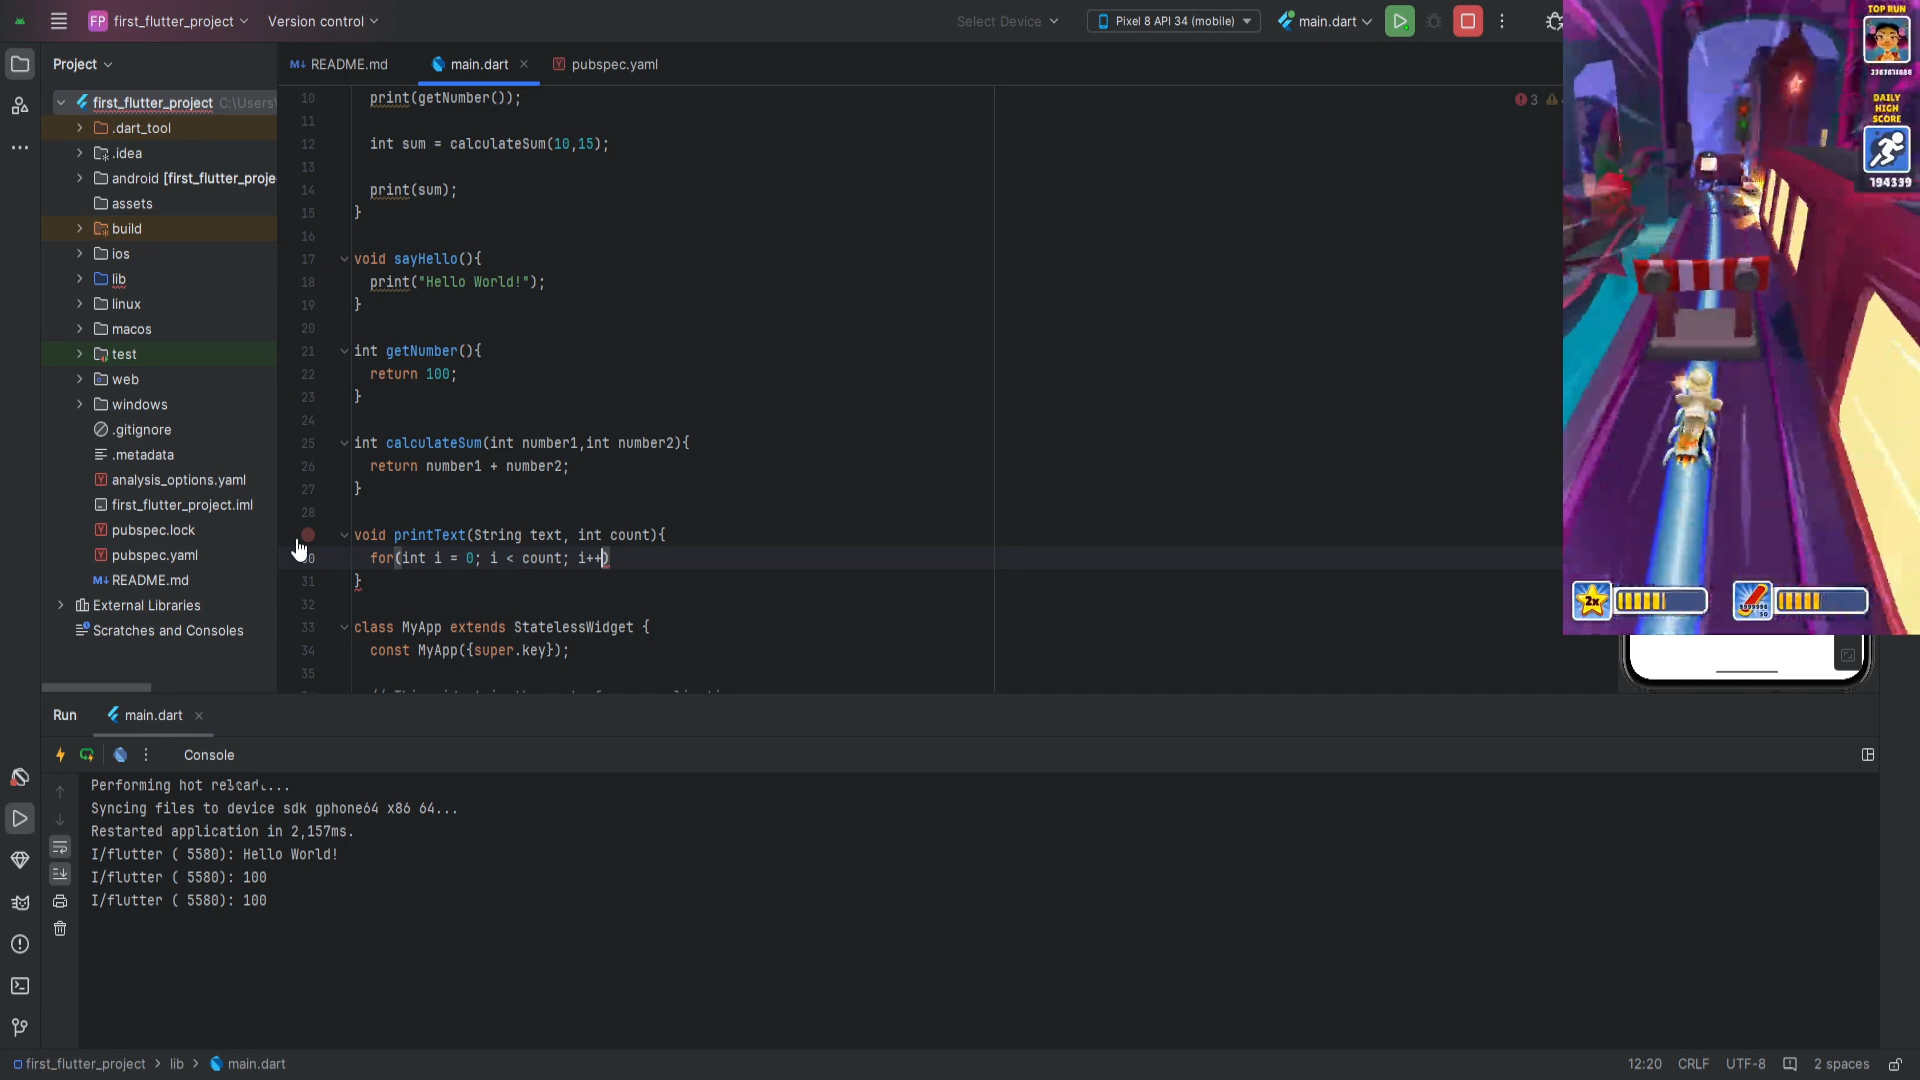 FP first_flutter_project
Version control
Select Device
Pixel 8 API 34 (mobile)
main.dart
Project
README.md
main.dart
pubspec.yaml
first_flutter_project C:\Users\
.dart_tool
.idea
android [first_flutter_proje
assets
build
ios
lib
linux
macos
test
web
windows
.gitignore
.metadata
analysis_options.yaml
first_flutter_project.iml
pubspec.lock
pubspec.yaml
README.md
External Libraries
Scratches and Consoles
3
10 print(getNumber());
11
12 int sum = calculateSum(10,15);
13
14 print(sum);
15 }
16
17 void sayHello(){
18 print("Hello World!");
19 }
20
21 int getNumber(){
22 return 100;
23 }
24
25 int calculateSum(int number1,int number2){
26 return number1 + number2;
27 }
28
void printText(String text, int count){
for(int i = 0; i < count; i++)
31 }
32
33 class MyApp extends StatelessWidget {
34 const MyApp({super.key});
35
TOP RUN
DAILY
HIGH
SCORE
194339
2x
Run
main.dart
Console
Performing hot
Syncing files to device sdk gphone64 x86 64...
Restarted application in 2,157ms.
I/flutter ( 5580): Hello World!
I/flutter ( 5580): 100
I/flutter ( 5580): 100
first_flutter_project > lib > main.dart
12:20 CRLF UTF-8 2 spaces